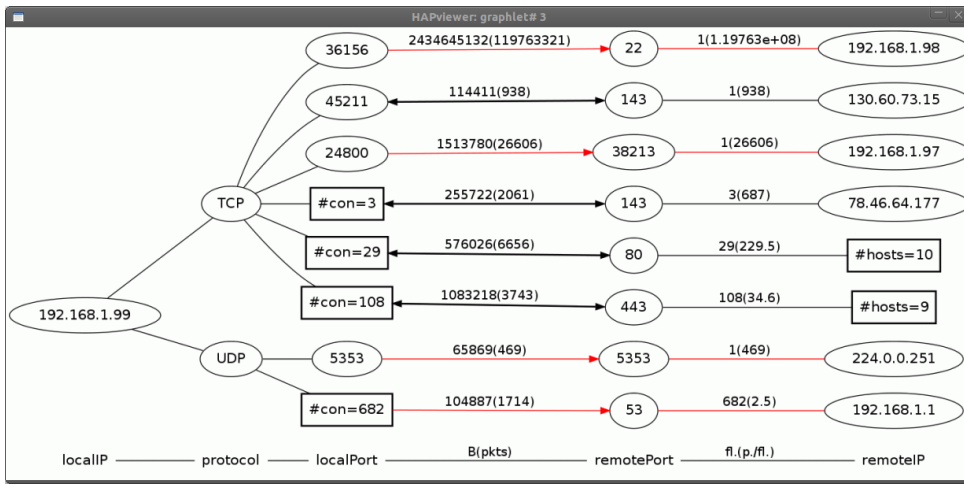 HAPviewer: graphlet# 3
36156 2434645132(119763321) 22 1(1.19763e+08) 192.168.1.98
45211 114411(938) 143 1(938) 130.60.73.15
24800 1513780(26606) 38213 1(26606) 192.168.1.97
TCP #con=3 255722(2061) 143 3(687) 78.46.64.177
#con=29 576026(6656) 80 29(229.5) #hosts=10
#con=108 1083218(3743) 443 108(34.6) #hosts=9
192.168.1.99
UDP 5353 65869(469) 5353 1(469) 224.0.0.251
#con=682 104887(1714) 53 682(2.5) 192.168.1.1
localIP protocol localPort B(pkts) remotePort fl.(p./fl.) remoteIP